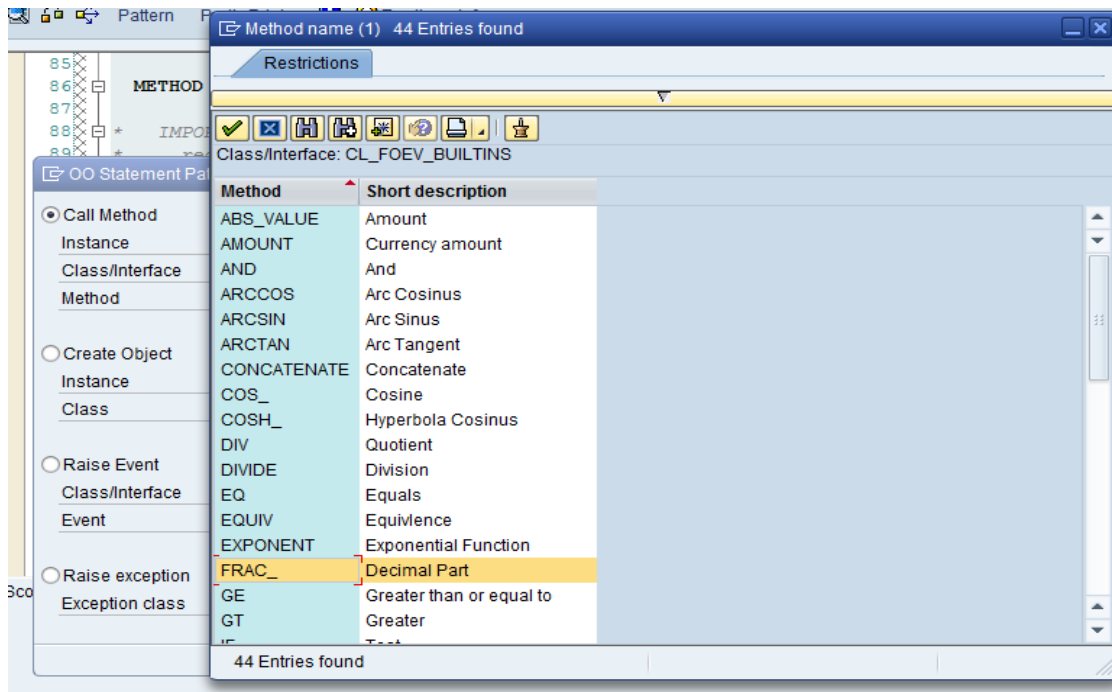 Pattern
Method name (1) 44 Entries found
Restrictions
85
86 METHOD
87
88 * IMPO
89 *
Class/Interface: CL_FOEV_BUILTINS
OO Statement Pat
Method Short description
Call Method
Instance
Class/Interface
Method
Create Object
Instance
Class
Raise Event
Class/Interface
Event
Raise exception
Exception class
Sco
ABS_VALUE Amount
AMOUNT Currency amount
AND And
ARCCOS Arc Cosinus
ARCSIN Arc Sinus
ARCTAN Arc Tangent
CONCATENATE Concatenate
COS_ Cosine
COSH_ Hyperbola Cosinus
DIV Quotient
DIVIDE Division
EQ Equals
EQUIV Equivlence
EXPONENT Exponential Function
FRAC_ Decimal Part
GE Greater than or equal to
GT Greater
44 Entries found